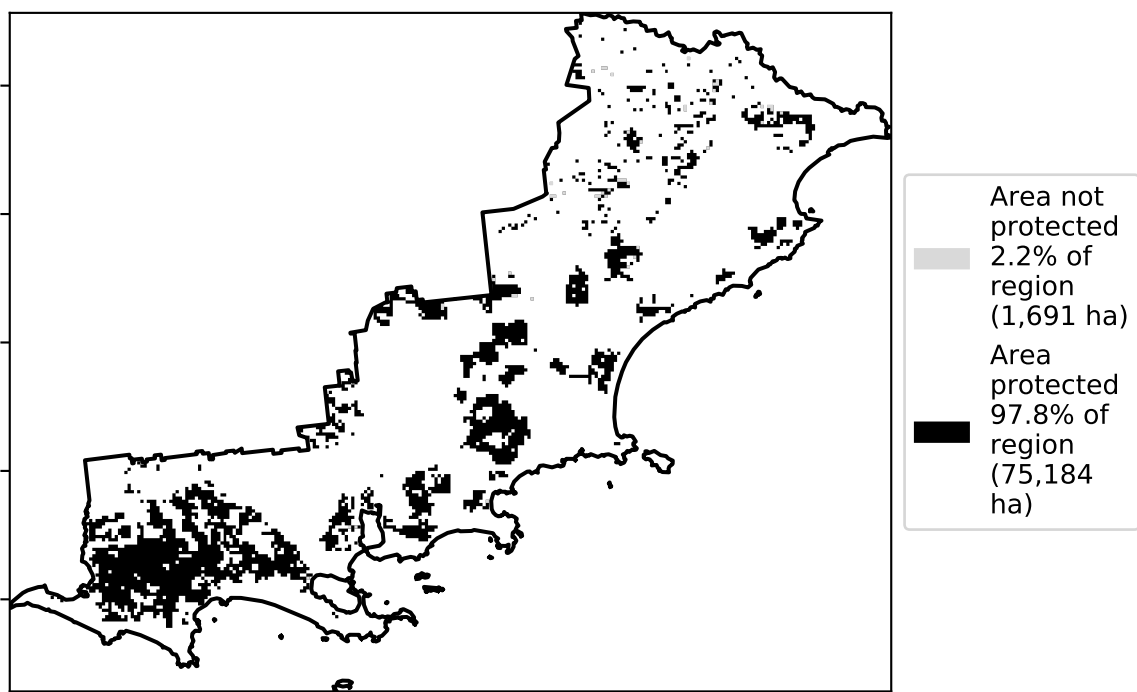 Area not
protected
2.2% of
region
(1,691 ha)
Area
protected
97.8% of
region
(75,184
ha)